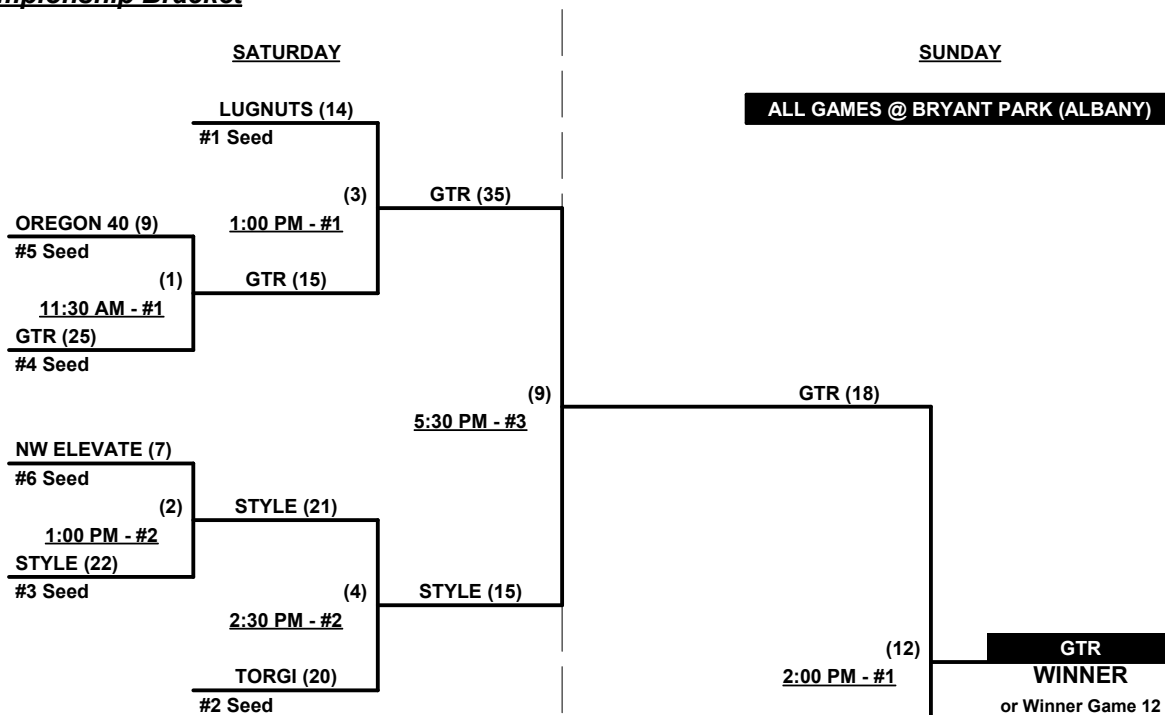 SATURDAY
SUNDAY
LUGNUTS (14)
ALL GAMES @ BRYANT PARK (ALBANY)
#1 Seed
(3)
GTR (35)
OREGON 40 (9)
1:00 PM - #1
#5 Seed
(1)
GTR (15)
11:30 AM - #1
GTR (25)
#4 Seed
(9)
GTR (18)
5:30 PM - #3
NW ELEVATE (7)
#6 Seed
(2)
STYLE (21)
1:00 PM - #2
STYLE (22)
#3 Seed
(4)
STYLE (15)
2:30 PM - #2
(12)
GTR
TORGI (20)
2:00 PM - #1
WINNER
#2 Seed
or Winner Game 12